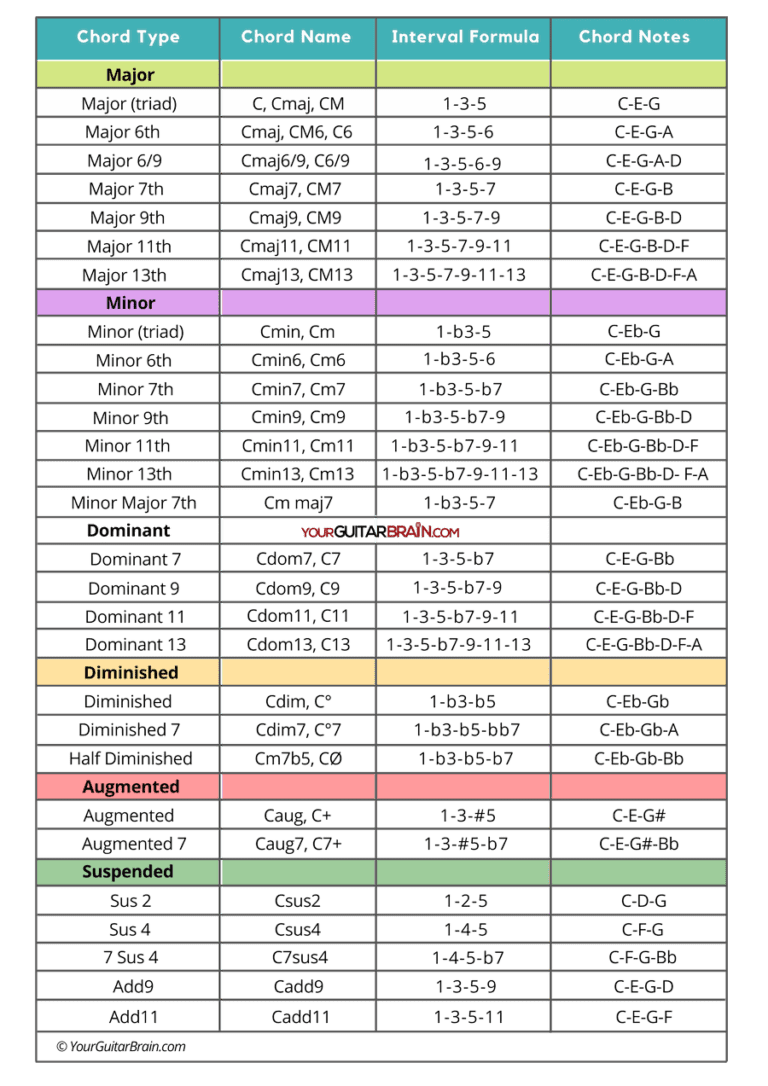 Chord Type Chord Name Interval Formula Chord Notes
Major
Major (triad) C, Cmaj, CM 1-3-5 C-E-G
Major 6th Cmaj, CM6, C6 1-3-5-6 C-E-G-A
Major 6/9 Cmaj6/9, C6/9 1-3-5-6-9 C-E-G-A-D
Major 7th Cmaj7, CM7 1-3-5-7 C-E-G-B
Major 9th Cmaj9, CM9 1-3-5-7-9 C-E-G-B-D
Major 11th Cmaj11, CM11 1-3-5-7-9-11 C-E-G-B-D-F
Major 13th Cmaj13, CM13 1-3-5-7-9-11-13 C-E-G-B-D-F-A
Minor
Minor (triad) Cmin, Cm 1-b3-5 C-Eb-G
Minor 6th Cmin6, Cm6 1-b3-5-6 C-Eb-G-A
Minor 7th Cmin7, Cm7 1-b3-5-b7 C-Eb-G-Bb
Minor 9th Cmin9, Cm9 1-b3-5-b7-9 C-Eb-G-Bb-D
Minor 11th Cmin11, Cm11 1-b3-5-b7-9-11 C-Eb-G-Bb-D-F
Minor 13th Cmin13, Cm13 1-b3-5-b7-9-11-13 C-Eb-G-Bb-D- F-A
Minor Major 7th Cm maj7 1-b3-5-7 C-Eb-G-B
Dominant YOURGUITARBRAIN.COM
Dominant 7 Cdom7, C7 1-3-5-b7 C-E-G-Bb
Dominant 9 Cdom9, C9 1-3-5-b7-9 C-E-G-Bb-D
Dominant 11 Cdom11, C11 1-3-5-b7-9-11 C-E-G-Bb-D-F
Dominant 13 Cdom13, C13 1-3-5-b7-9-11-13 C-E-G-Bb-D-F-A
Diminished
Diminished Cdim, C° 1-b3-b5 C-Eb-Gb
Diminished 7 Cdim7, C°7 1-b3-b5-bb7 C-Eb-Gb-A
Half Diminished Cm7b5, CØ 1-b3-b5-b7 C-Eb-Gb-Bb
Augmented
Augmented Caug, C+ 1-3-#5 C-E-G#
Augmented 7 Caug7, C7+ 1-3-#5-b7 C-E-G#-Bb
Suspended
Sus 2 Csus2 1-2-5 C-D-G
Sus 4 Csus4 1-4-5 C-F-G
7 Sus 4 C7sus4 1-4-5-b7 C-F-G-Bb
Add9 Cadd9 1-3-5-9 C-E-G-D
Add11 Cadd11 1-3-5-11 C-E-G-F
© YourGuitarBrain.com